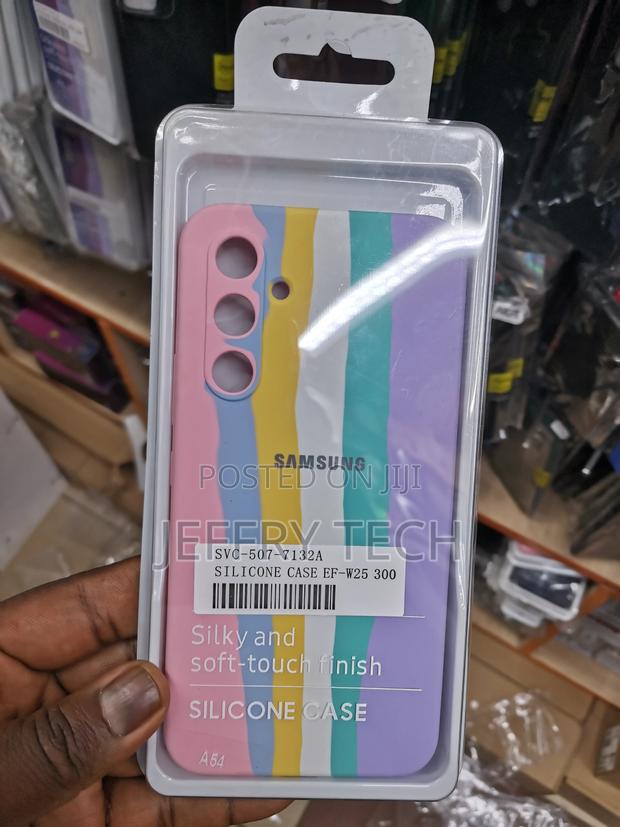 SAMSUNG
POSTED ON JIJI
JEFERY TECH
SVC-507-7132A
SILICONE CASE EF-W25 300
Silky and
soft-touch finish
SILICONE CASE
A54